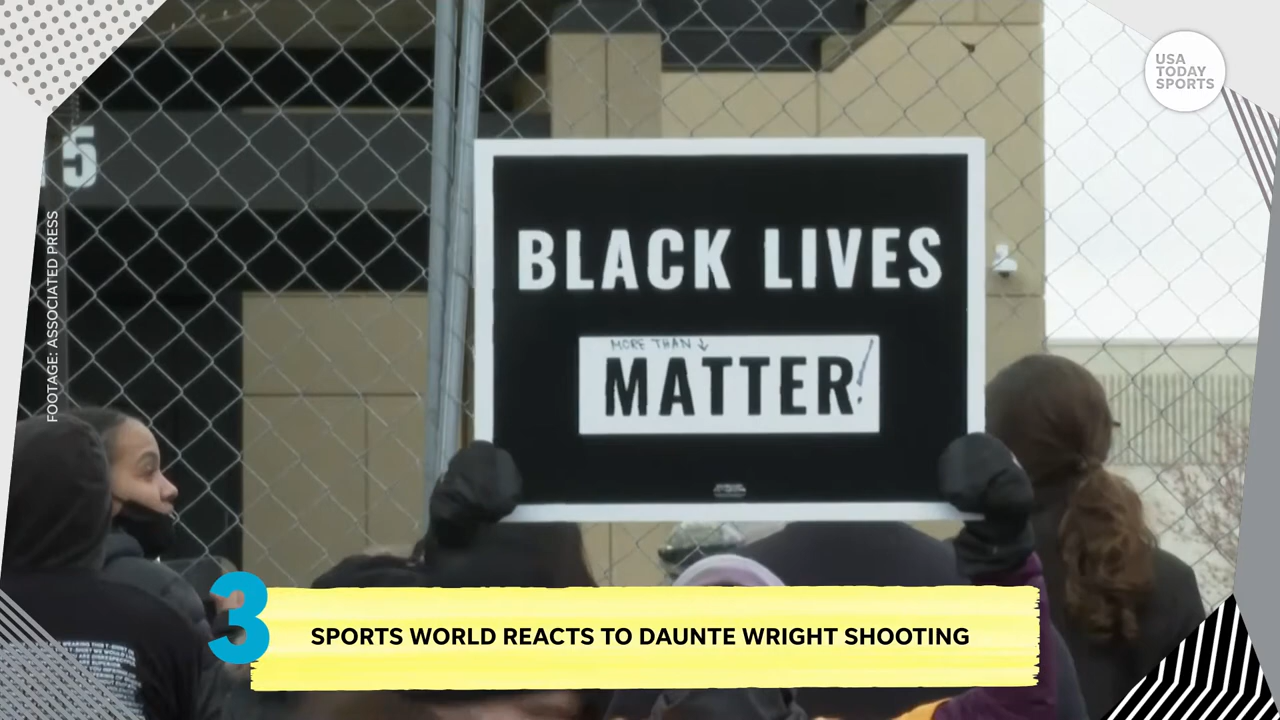 USA
TODAY
SPORTS
5
FOOTAGE: ASSOCIATED PRESS
BLACK LIVES
MORE THAN ↓
MATTER!
3
SPORTS WORLD REACTS TO DAUNTE WRIGHT SHOOTING